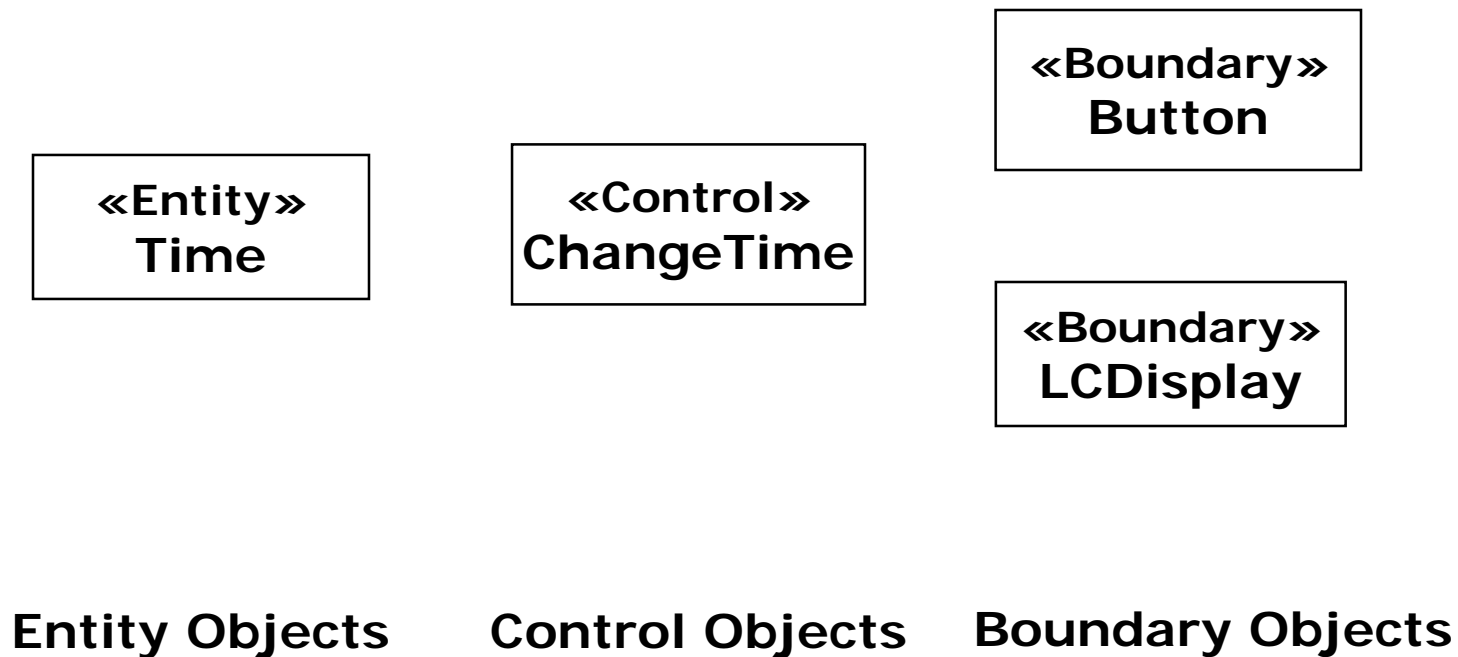 «Entity»
Time
«Control»
ChangeTime
«Boundary»
Button
«Boundary»
LCDisplay
Entity Objects
Control Objects
Boundary Objects